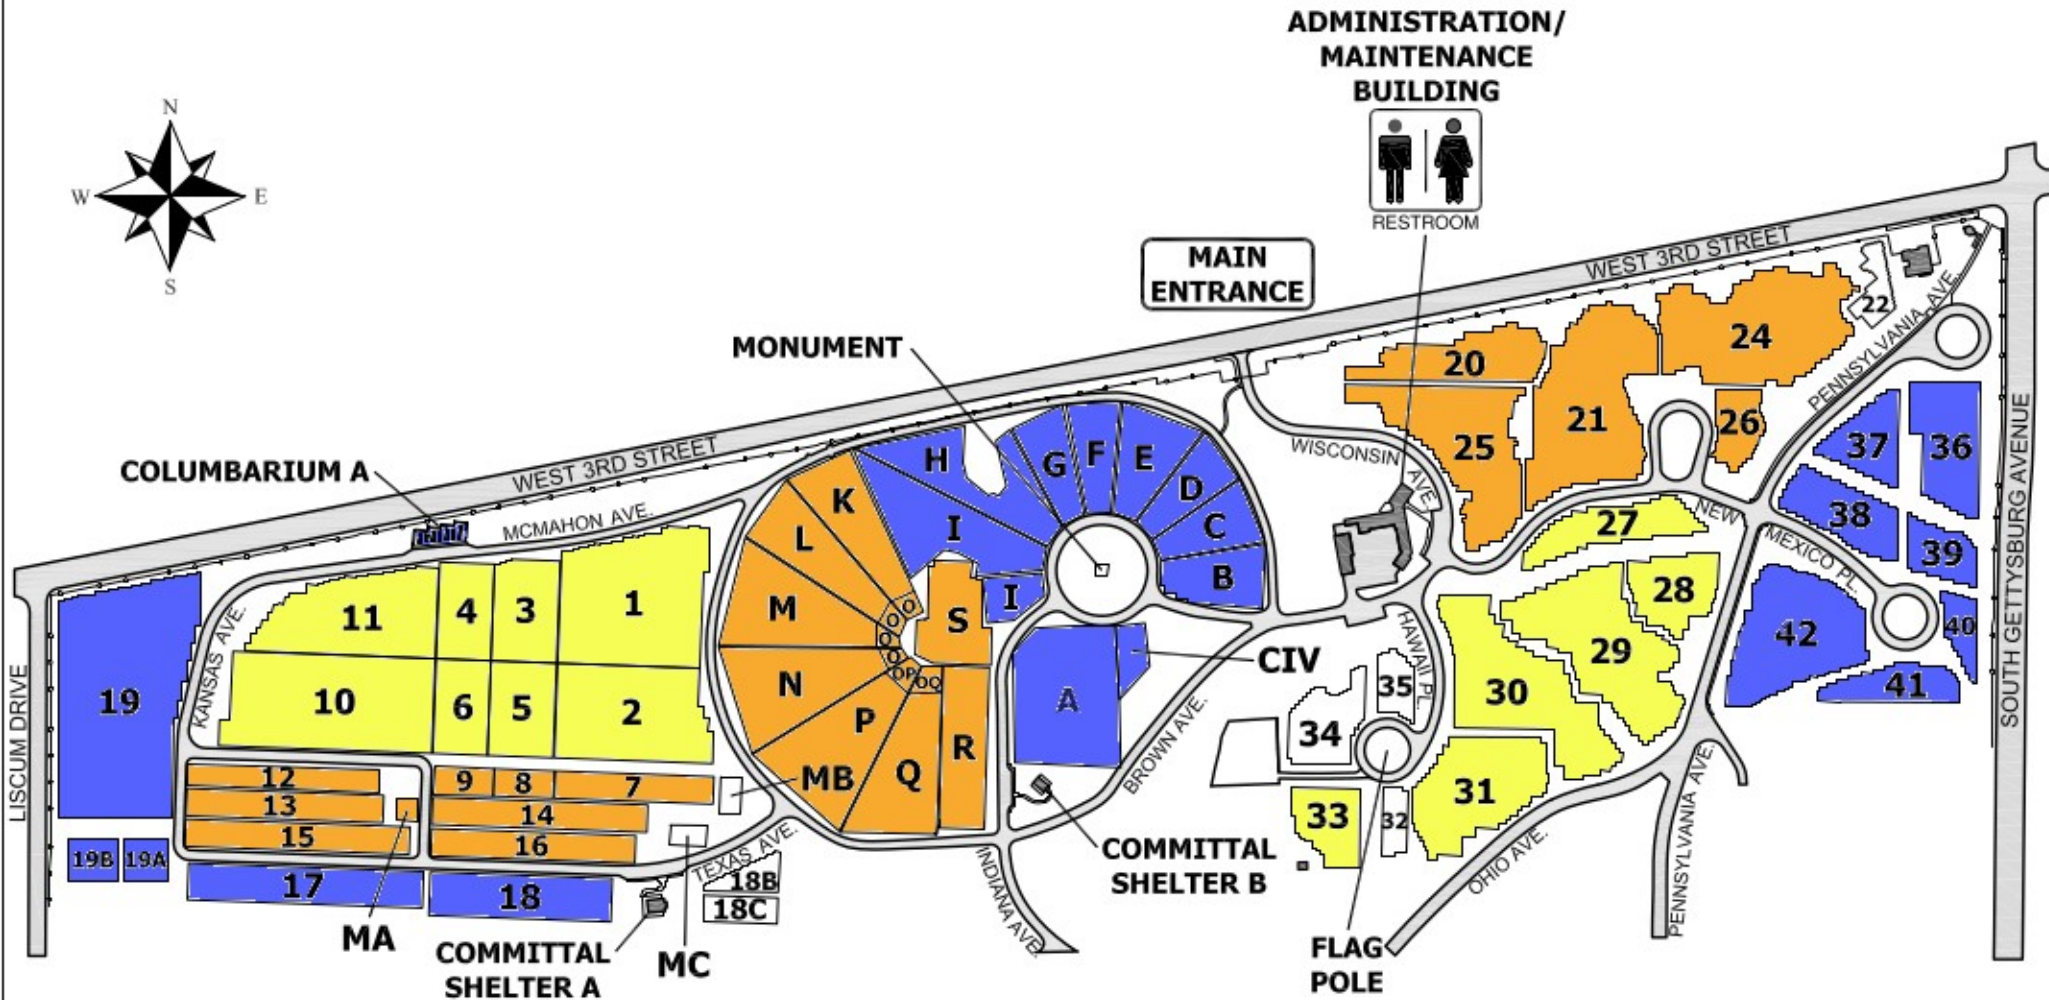 ADMINISTRATION/
MAINTENANCE
BUILDING
RESTROOM
N
W
E
S
MAIN
ENTRANCE
MONUMENT
COLUMBARIUM A
WEST 3RD STREET
WEST 3RD STREET
MCMAHON AVE.
KANSAS AVE.
LISCUM DRIVE
WISCONSIN AVE.
PENNSYLVANIA AVE.
SOUTH GETTYSBURG AVENUE
NEW MEXICO PL.
HAWAII PL.
BROWN AVE.
TEXAS AVE.
INDIANA AVE.
OHIO AVE.
PENNSYLVANIA AVE.
20
21
22
24
25
26
27
28
29
30
31
32
33
34
35
36
37
38
39
40
41
42
H
G
F
E
D
C
B
I
I
K
L
M
N
O
O
O
O
OP
OQ
P
Q
R
S
A
CIV
11
4
3
1
10
6
5
2
19
12
13
15
9
8
7
14
16
17
18
19B
19A
18B
18C
MB
MA
MC
COMMITTAL
SHELTER A
COMMITTAL
SHELTER B
FLAG
POLE